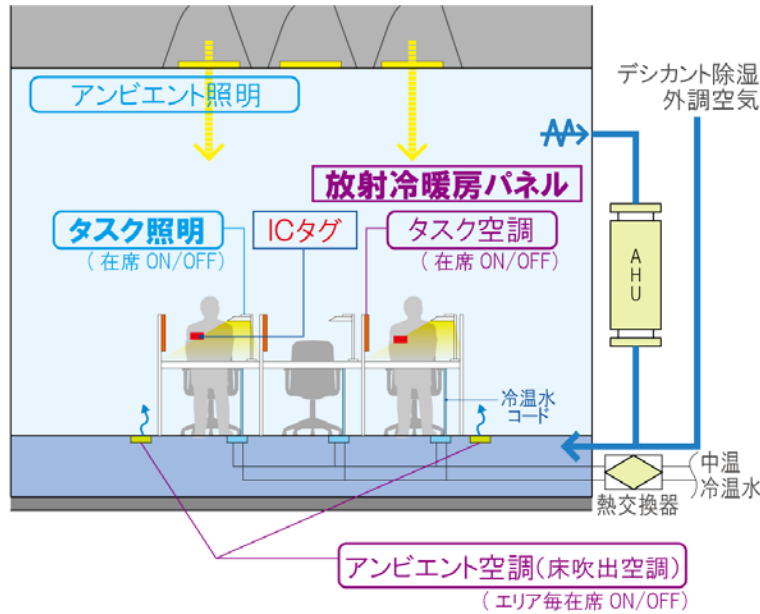 デシカント除湿
外調空気
アンビエント照明
放射冷暖房パネル
タスク照明
(在席 ON/OFF)
ICタグ
タスク空調
(在席 ON/OFF)
AHU
冷温水
コード
中温
冷温水
熱交換器
アンビエント空調(床吹出空調)
(エリア毎在席 ON/OFF)